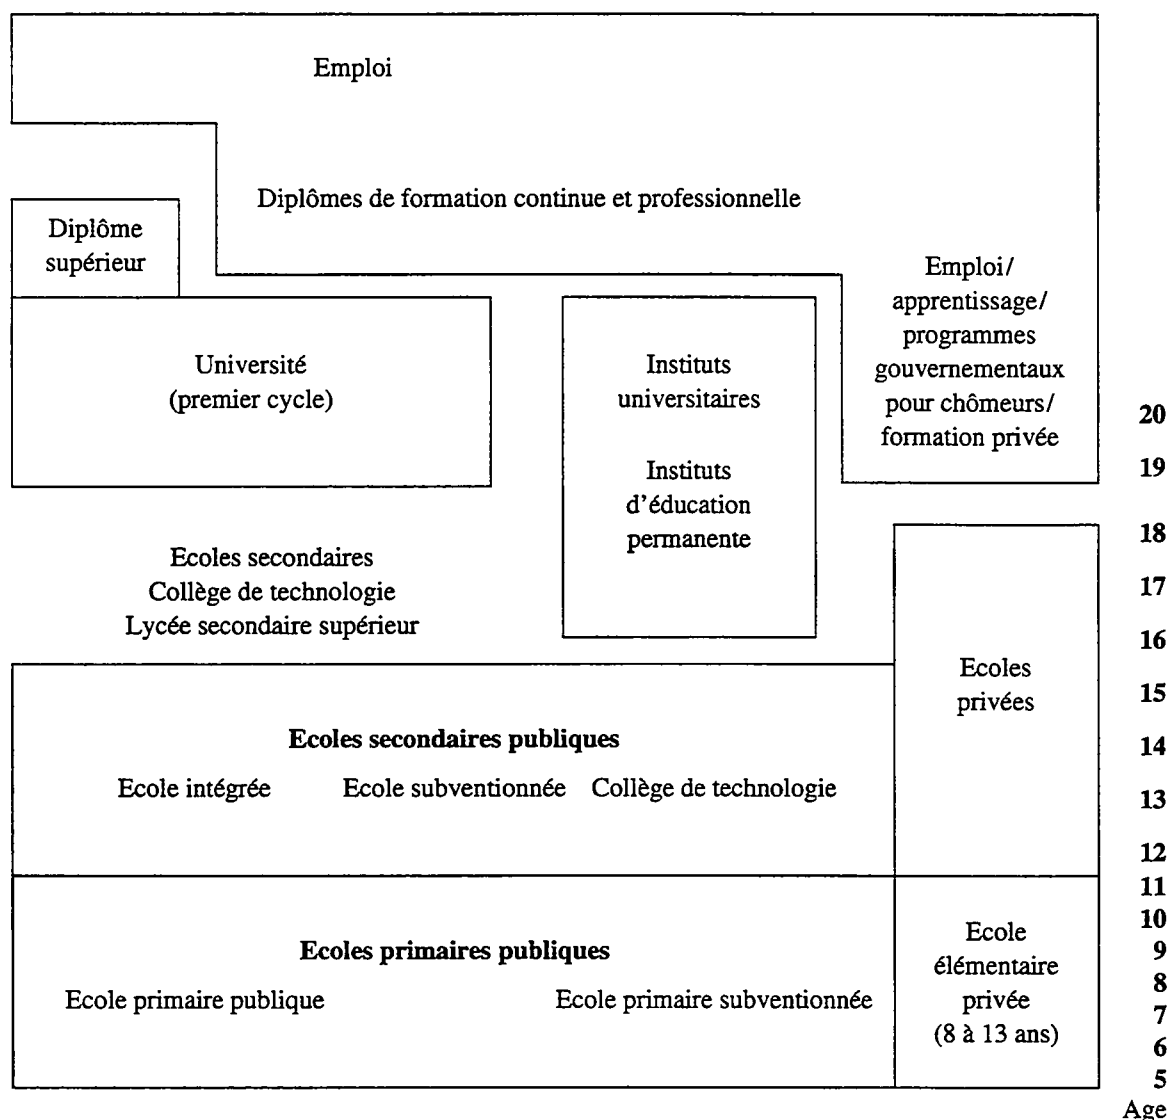 Emploi
Diplômes de formation continue et professionnelle
Diplôme
supérieur
Emploi/
apprentissage/
programmes
gouvernementaux
pour chômeurs/
formation privée
Université
(premier cycle)
Instituts
universitaires
Instituts
d'éducation
permanente
20
19
18
17
16
15
14
13
12
11
10
9
8
7
6
5
Age
Ecoles secondaires
Collège de technologie
Lycée secondaire supérieur
Ecoles
privées
Ecoles secondaires publiques
Ecole intégrée Ecole subventionnée Collège de technologie
Ecoles primaires publiques
Ecole primaire publique Ecole primaire subventionnée
Ecole
élémentaire
privée
(8 à 13 ans)